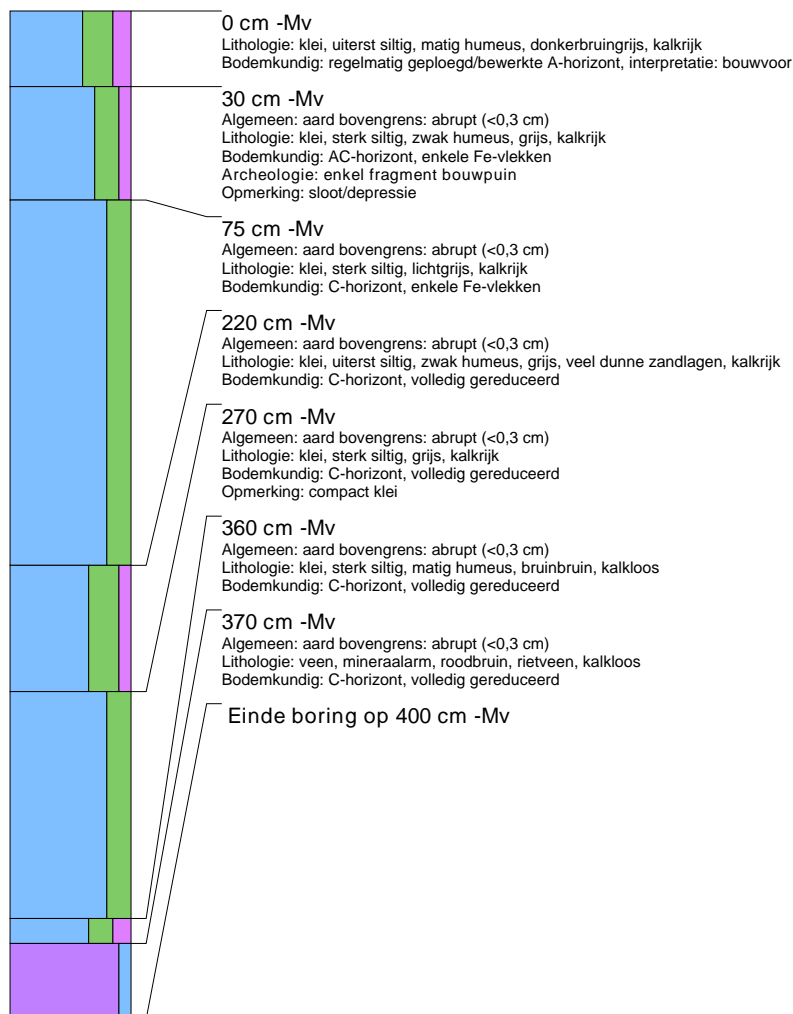 0 cm -Mv
Lithologie: klei, uiterst siltig, matig humeus, donkerbruingrijs, kalkrijk
Bodemkundig: regelmatig geploegd/bewerkte A-horizont, interpretatie: bouwvoor
30 cm -Mv
Algemeen: aard bovengrens: abrupt (<0,3 cm)
Lithologie: klei, sterk siltig, zwak humeus, grijs, kalkrijk
Bodemkundig: AC-horizont, enkele Fe-vlekken
Archeologie: enkel fragment bouwpuin
Opmerking: sloot/depressie
75 cm -Mv
Algemeen: aard bovengrens: abrupt (<0,3 cm)
Lithologie: klei, sterk siltig, lichtgrijs, kalkrijk
Bodemkundig: C-horizont, enkele Fe-vlekken
220 cm -Mv
Algemeen: aard bovengrens: abrupt (<0,3 cm)
Lithologie: klei, uiterst siltig, zwak humeus, grijs, veel dunne zandlagen, kalkrijk
Bodemkundig: C-horizont, volledig gereduceerd
270 cm -Mv
Algemeen: aard bovengrens: abrupt (<0,3 cm)
Lithologie: klei, sterk siltig, grijs, kalkrijk
Bodemkundig: C-horizont, volledig gereduceerd
Opmerking: compact klei
360 cm -Mv
Algemeen: aard bovengrens: abrupt (<0,3 cm)
Lithologie: klei, sterk siltig, matig humeus, bruinbruin, kalkloos
Bodemkundig: C-horizont, volledig gereduceerd
370 cm -Mv
Algemeen: aard bovengrens: abrupt (<0,3 cm)
Lithologie: veen, mineraalarm, roodbruin, rietveen, kalkloos
Bodemkundig: C-horizont, volledig gereduceerd
Einde boring op 400 cm -Mv